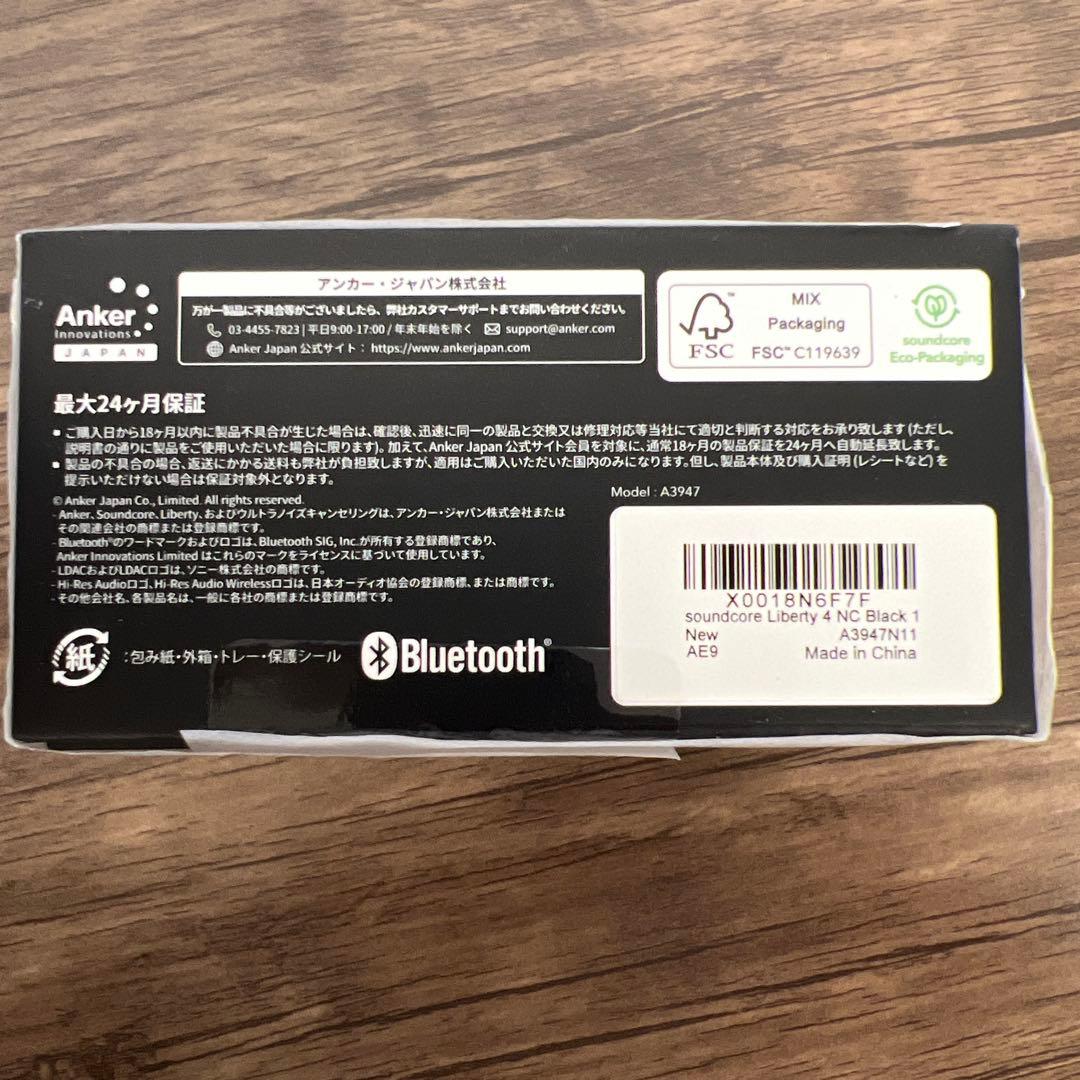 Anker
Innovations
JAPAN
アンカー・ジャパン株式会社
万が一製品に不具合等がございましたら、弊社カスタマーサポートまでお問い合わせください。
03-4455-7823 | 平日9:00-17:00 / 年末年始を除く support@anker.com
Anker Japan 公式サイト : https://www.ankerjapan.com
FSC™
MIX
Packaging
FSC™ C119639
soundcore
Eco-Packaging
最大24ヶ月保証
▪ ご購入日から18ヶ月以内に製品不具合が生じた場合は、確認後、迅速に同一の製品と交換又は修理対応等当社にて適切と判断する対応をお承り致します (ただし、
説明書の通りに製品をご使用いただいた場合に限ります)。加えて、Anker Japan 公式サイト会員を対象に、通常18ヶ月の製品保証を24ヶ月へ自動延長致します。
▪ 製品の不具合の場合、返送にかかる送料も弊社が負担致しますが、適用はご購入いただいた国内のみになります。但し、製品本体及び購入証明 (レシートなど) を
提示いただけない場合は保証対象外となります。
© Anker Japan Co., Limited. All rights reserved.
- Anker、Soundcore、Liberty、およびウルトラノイズキャンセリングは、アンカー・ジャパン株式会社または
その関連会社の商標または登録商標です。
- Bluetooth®のワードマークおよびロゴは、Bluetooth SIG, Inc.が所有する登録商標であり、
Anker Innovations Limited はこれらのマークをライセンスに基づいて使用しています。
- LDACおよびLDACロゴは、ソニー株式会社の商標です。
- Hi-Res Audioロゴ、Hi-Res Audio Wirelessロゴは、日本オーディオ協会の登録商標、または商標です。
- その他会社名、各製品名は、一般に各社の商標または登録商標です。
Model : A3947
X0018N6F7F
soundcore Liberty 4 NC Black 1
New A3947N11
AE9 Made in China
紙 :包み紙・外箱・トレー・保護シール
Bluetooth®